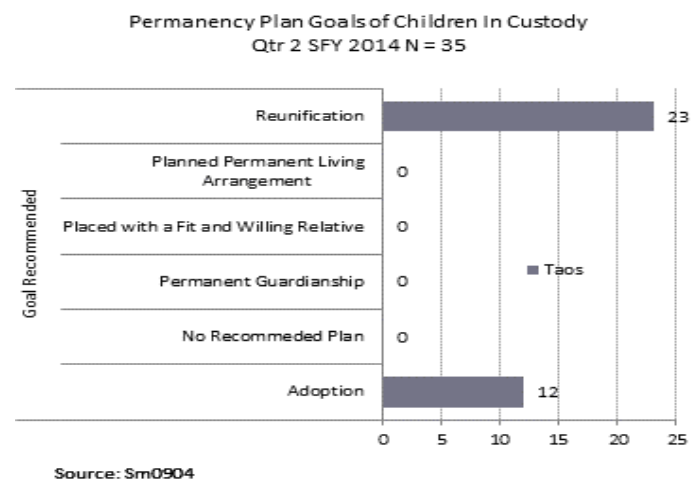 Permanency Plan Goals of Children In Custody
Qtr 2 SFY 2014 N = 35
Goal Recommended
Reunification
23
Planned Permanent Living
Arrangement
0
Placed with a Fit and Willing Relative
0
Permanent Guardianship
0
Taos
No Recommeded Plan
0
Adoption
12
0 5 10 15 20 25
Source: Sm0904